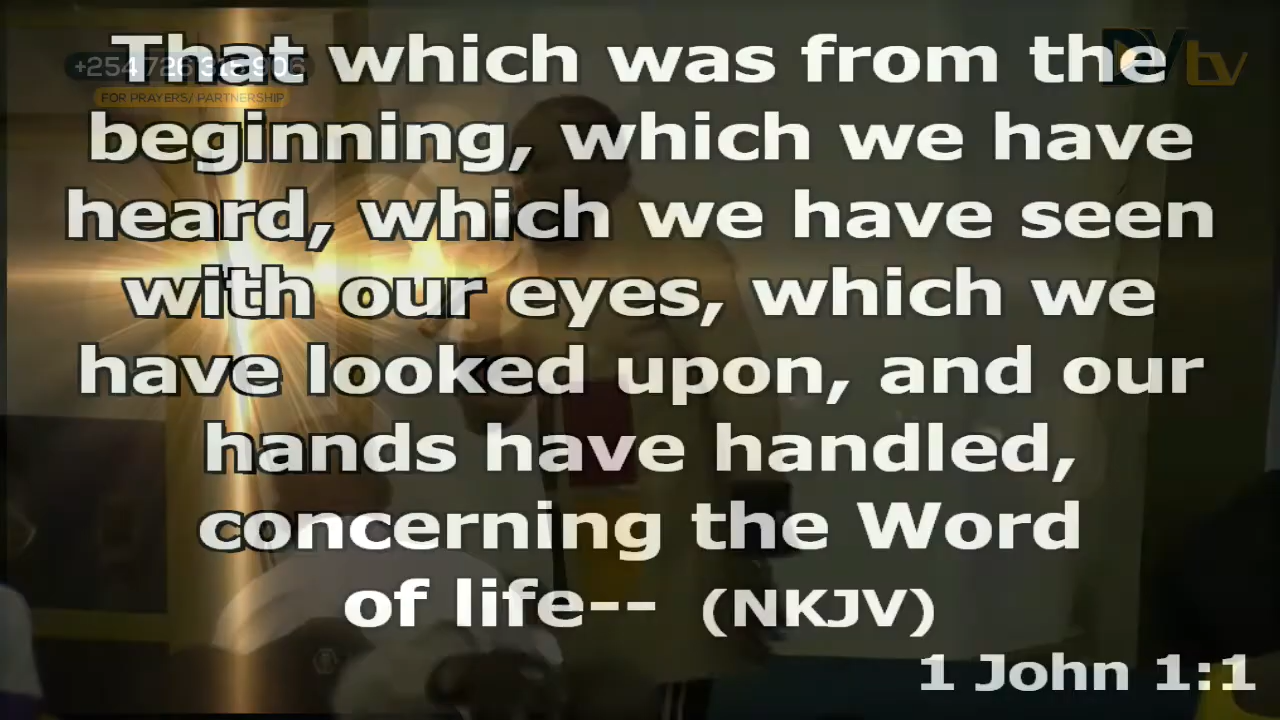 That which was from the
beginning, which we have
heard, which we have seen
with our eyes, which we
have looked upon, and our
hands have handled,
concerning the Word
of life-- (NKJV)
1 John 1:1
FOR PRAYERS/ PARTNERSHIP
tv